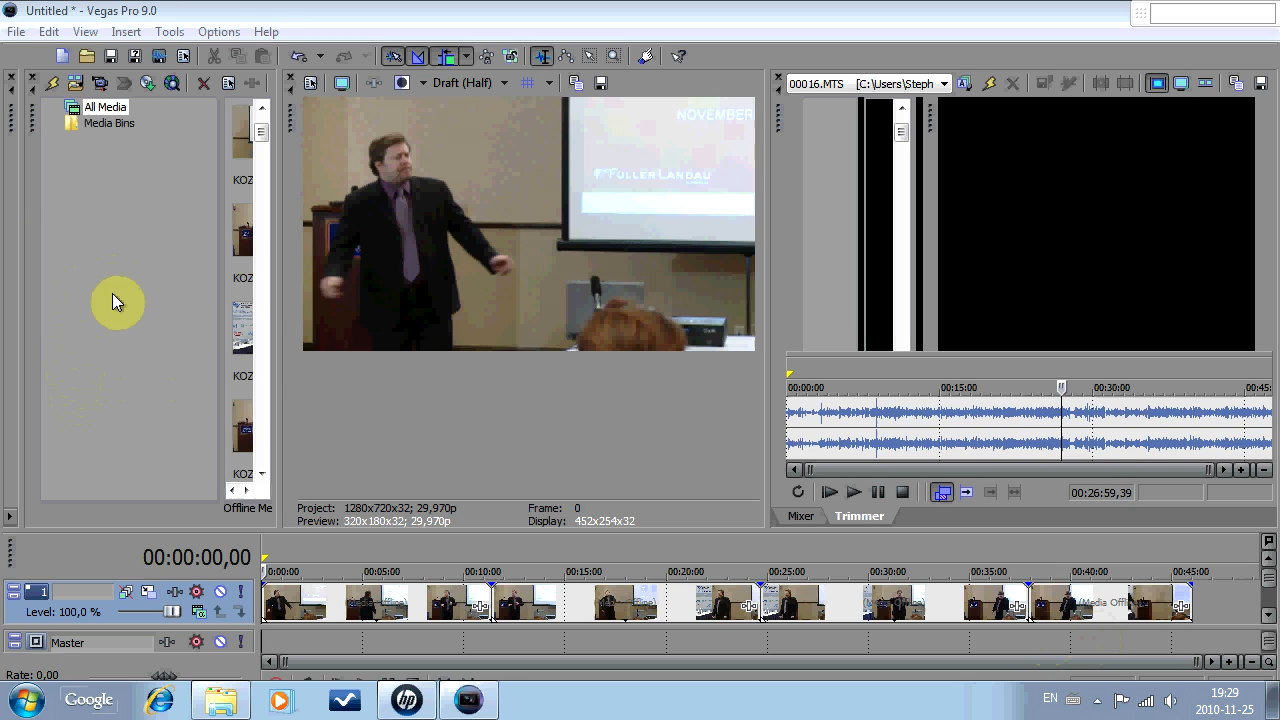 Untitled * - Vegas Pro 9.0
File Edit View Insert Tools Options Help
Draft (Half)
00016.MTS [C:\Users\Steph
All Media
Media Bins
KOZ
KOZ
KOZ
KOZ
Offline Me
NOVEMBER
FULLER LANDAU
Project: 1280x720x32; 29,970p Frame: 0
Preview: 320x180x32; 29,970p Display: 452x254x32
00:00:00 00:15:00 00:30:00 00:45:
00:26:59,39
Mixer Trimmer
00:00:00,00
0:00:00 00:05:00 00:10:00 00:15:00 00:20:00 00:25:00 00:30:00 00:35:00 00:40:00 00:45:00
1
Level: 100,0 %
Master
Rate: 0,00
Google
hp
EN
19:29
2010-11-25